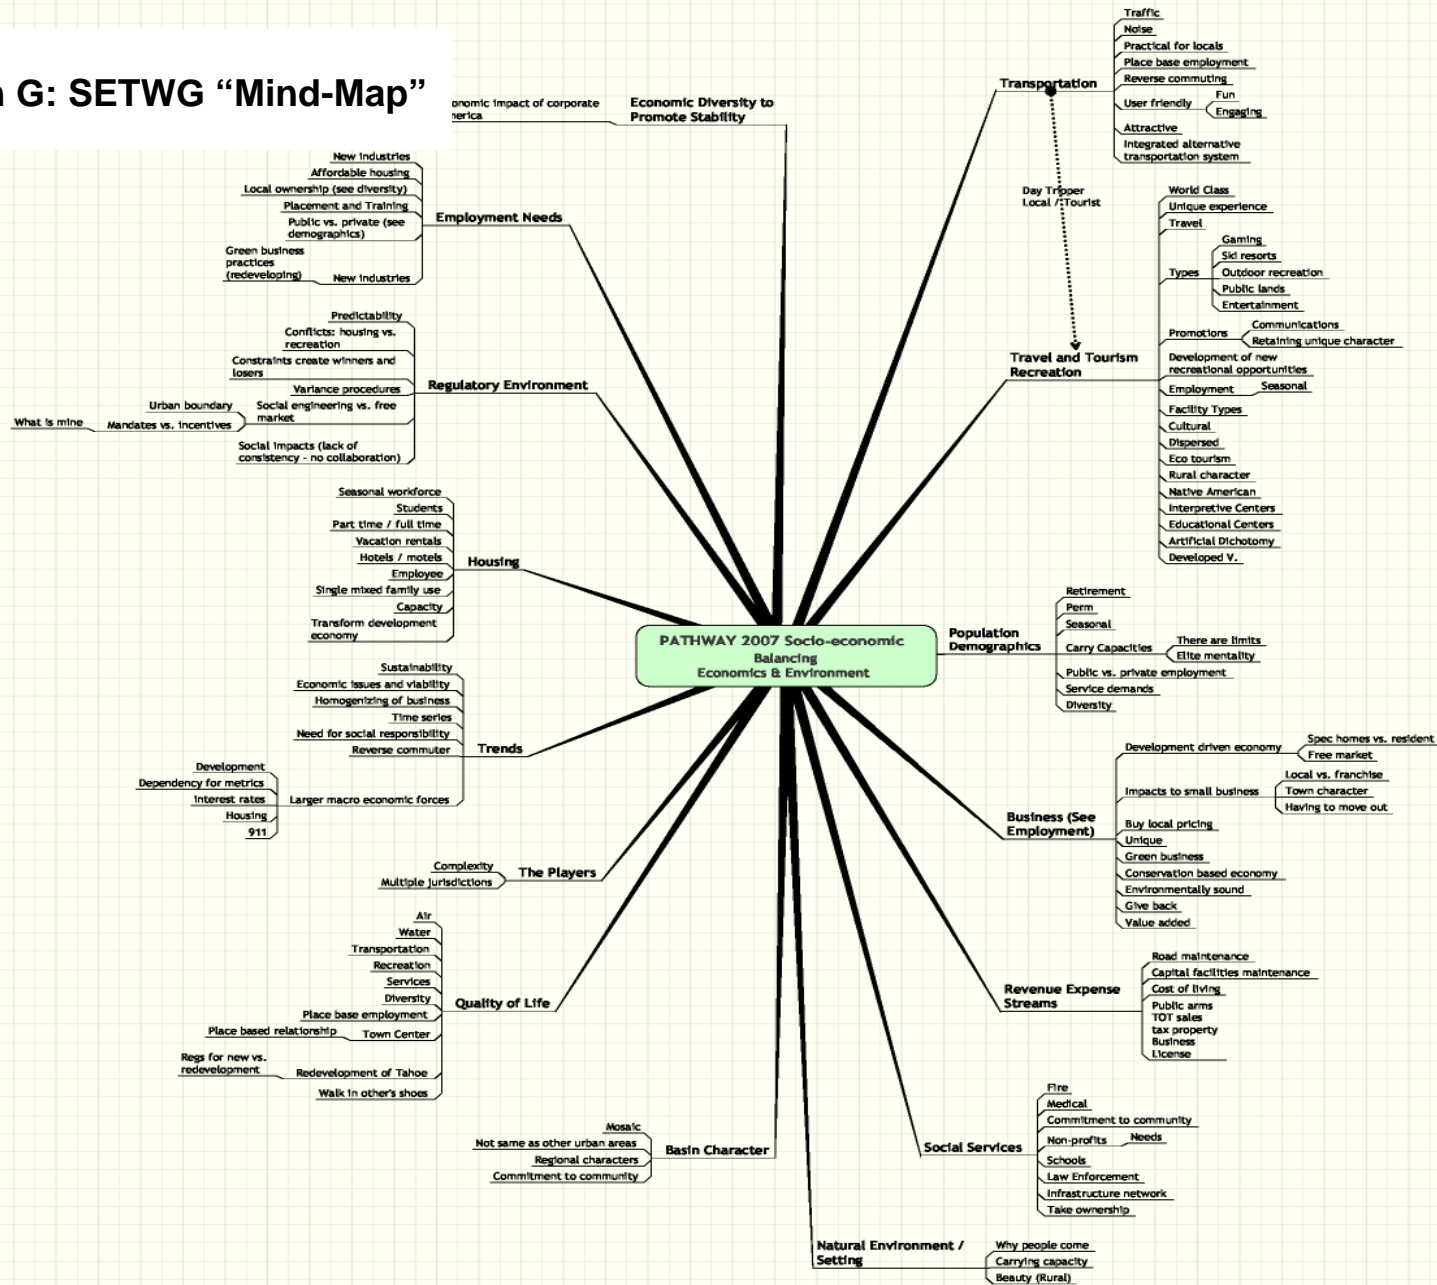 G: SETWG “Mind-Map”
Economic Diversity to
Promote Stability
impact of corporate
Employment Needs
New industries
Affordable housing
Local ownership (see diversity)
Placement and Training
Public vs. private (see
demographics)
New industries
Green business
practices
(redeveloping)
Regulatory Environment
Predictability
Conflicts: housing vs.
recreation
Constraints create winners and
losers
Variance procedures
Social engineering vs. free
market
Urban boundary
Mandates vs. incentives
What is mine
Social impacts (lack of
consistency - no collaboration)
Housing
Seasonal workforce
Students
Part time / full time
Vacation rentals
Hotels / motels
Employee
Single mixed family use
Capacity
Transform development
economy
Trends
Sustainability
Economic issues and viability
Homogenizing of business
Time series
Need for social responsibility
Reverse commuter
Larger macro economic forces
Development
Dependency for metrics
Interest rates
Housing
911
The Players
Complexity
Multiple jurisdictions
Quality of Life
Air
Water
Transportation
Recreation
Services
Diversity
Place base employment
Town Center
Place based relationship
Redevelopment of Tahoe
Regs for new vs.
redevelopment
Walk in other's shoes
Basin Character
Mosaic
Not same as other urban areas
Regional characters
Commitment to community
PATHWAY 2007 Socio-economic
Balancing
Economics & Environment
Transportation
Traffic
Noise
Practical for locals
Place base employment
Reverse commuting
User friendly
Fun
Engaging
Attractive
Integrated alternative
transportation system
Day Tripper
Local / Tourist
Travel and Tourism
Recreation
World Class
Unique experience
Travel
Types
Gaming
Ski resorts
Outdoor recreation
Public lands
Entertainment
Promotions
Communications
Retaining unique character
Development of new
recreational opportunities
Employment
Seasonal
Facility Types
Cultural
Dispersed
Eco tourism
Rural character
Native American
Interpretive Centers
Educational Centers
Artificial Dichotomy
Developed V.
Population
Demographics
Retirement
Perm
Seasonal
Carry Capacities
There are limits
Elite mentality
Public vs. private employment
Service demands
Diversity
Business (See
Employment)
Development driven economy
Spec homes vs. resident
Free market
Impacts to small business
Local vs. franchise
Town character
Having to move out
Buy local pricing
Unique
Green business
Conservation based economy
Environmentally sound
Give back
Value added
Revenue Expense
Streams
Road maintenance
Capital facilities maintenance
Cost of living
Public arms
TOT sales
tax property
Business
License
Social Services
Fire
Medical
Commitment to community
Non-profits
Needs
Schools
Law Enforcement
Infrastructure network
Take ownership
Natural Environment /
Setting
Why people come
Carrying capacity
Beauty (Rural)